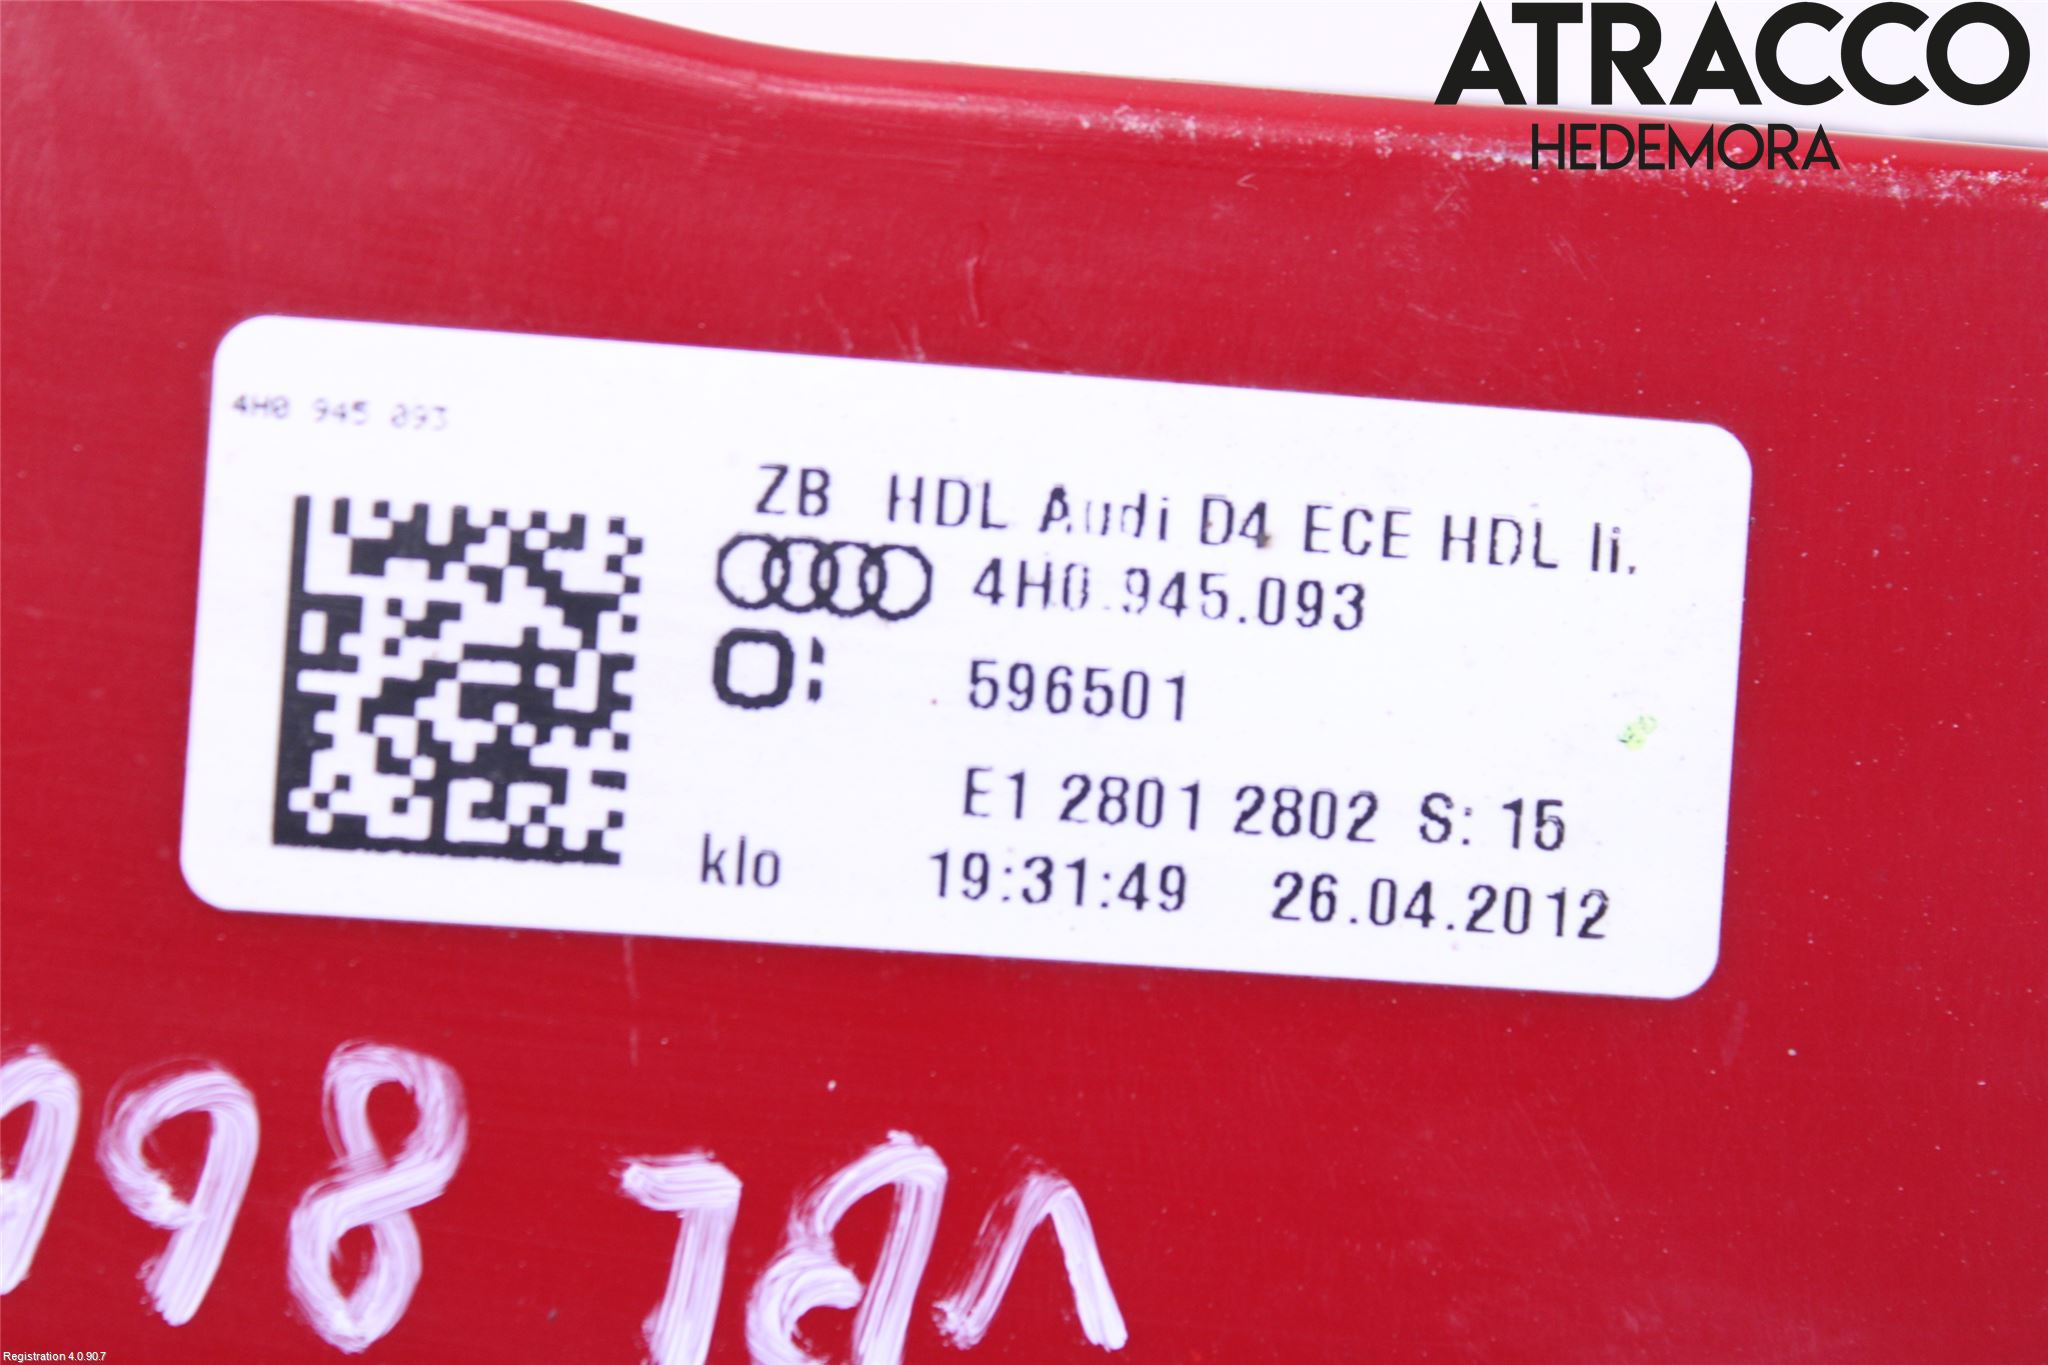 ATRACCO
HEDEMORA
4H0 945 093
ZB HDL Audi D4 ECE HDL li.
4H0.945.093
596501
E1 2801 2802 S: 15
klo 19:31:49 26.04.2012
Registration 4.0.90.7